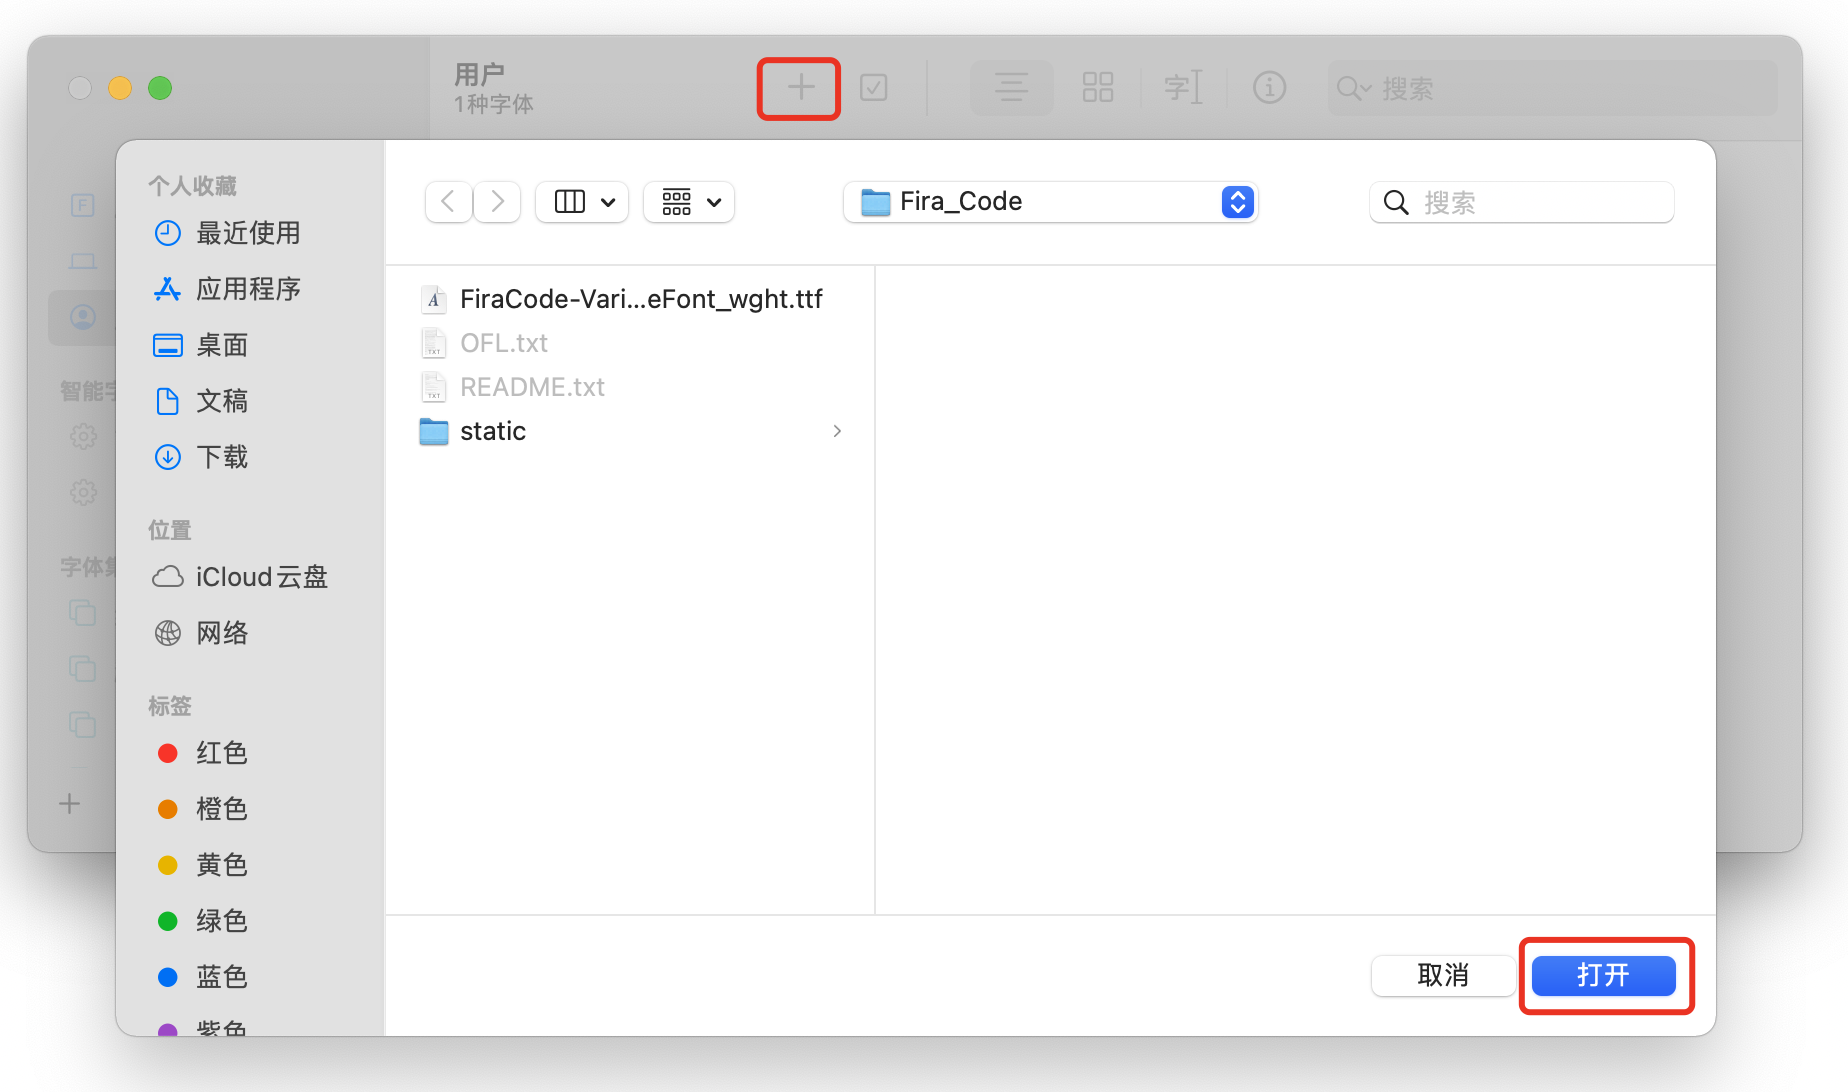 用户
1种字体
搜索
智能字
字体集
个人收藏
最近使用
应用程序
桌面
文稿
下载
位置
iCloud云盘
网络
标签
红色
橙色
黄色
绿色
蓝色
紫色
Fira_Code
搜索
FiraCode-Vari...eFont_wght.ttf
OFL.txt
README.txt
static
取消
打开